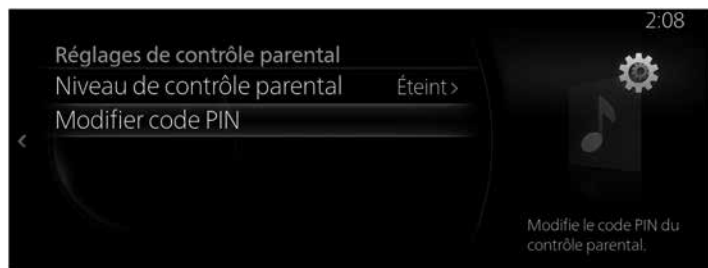 2:08
Réglages de contrôle parental
Niveau de contrôle parental Éteint >
Modifier code PIN
<
Modifie le code PIN du
contrôle parental.